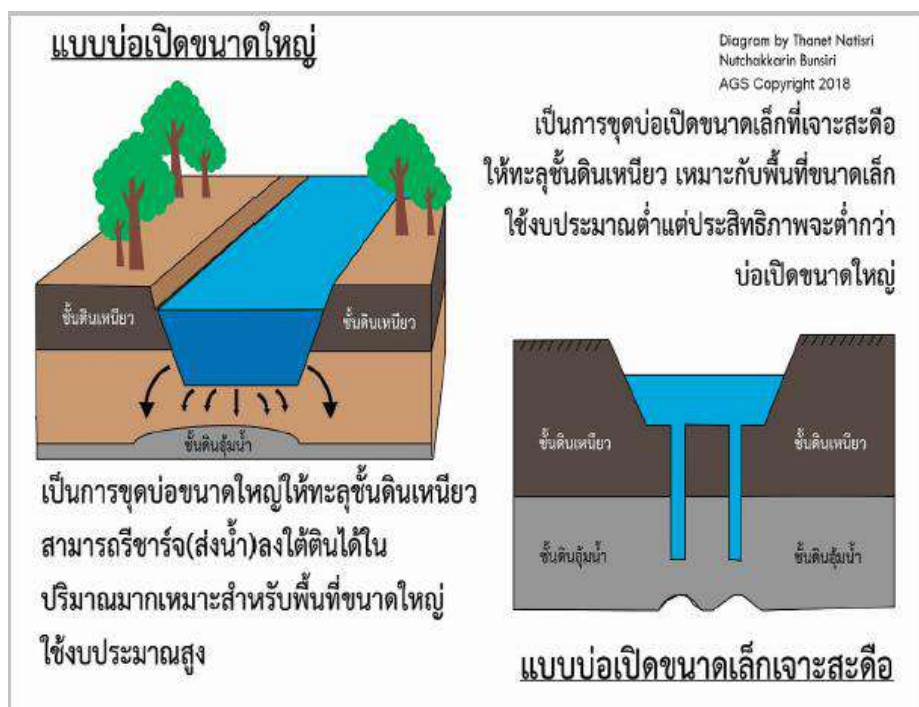 แบบบ่อเปิดขนาดใหญ่
Diagram by Thanet Natisri
Nutchakkarin Bunsiri
AGS Copyright 2018
เป็นการขุดบ่อเปิดขนาดเล็กที่เจาะสะดือ
ให้ทะลุชั้นดินเหนียว เหมาะกับพื้นที่ขนาดเล็ก
ใช้งบประมาณต่ำแต่ประสิทธิภาพจะต่ำกว่า
บ่อเปิดขนาดใหญ่
ชั้นดินเหนียว
ชั้นดินเหนียว
ชั้นดินอุ้มน้ำ
เป็นการขุดบ่อขนาดใหญ่ให้ทะลุชั้นดินเหนียว
สามารถรีชาร์จ(ส่งน้ำ)ลงใต้ดินได้ใน
ปริมาณมากเหมาะสำหรับพื้นที่ขนาดใหญ่
ใช้งบประมาณสูง
ชั้นดินเหนียว
ชั้นดินเหนียว
ชั้นดินอุ้มน้ำ
ชั้นดินอุ้มน้ำ
แบบบ่อเปิดขนาดเล็กเจาะสะดือ